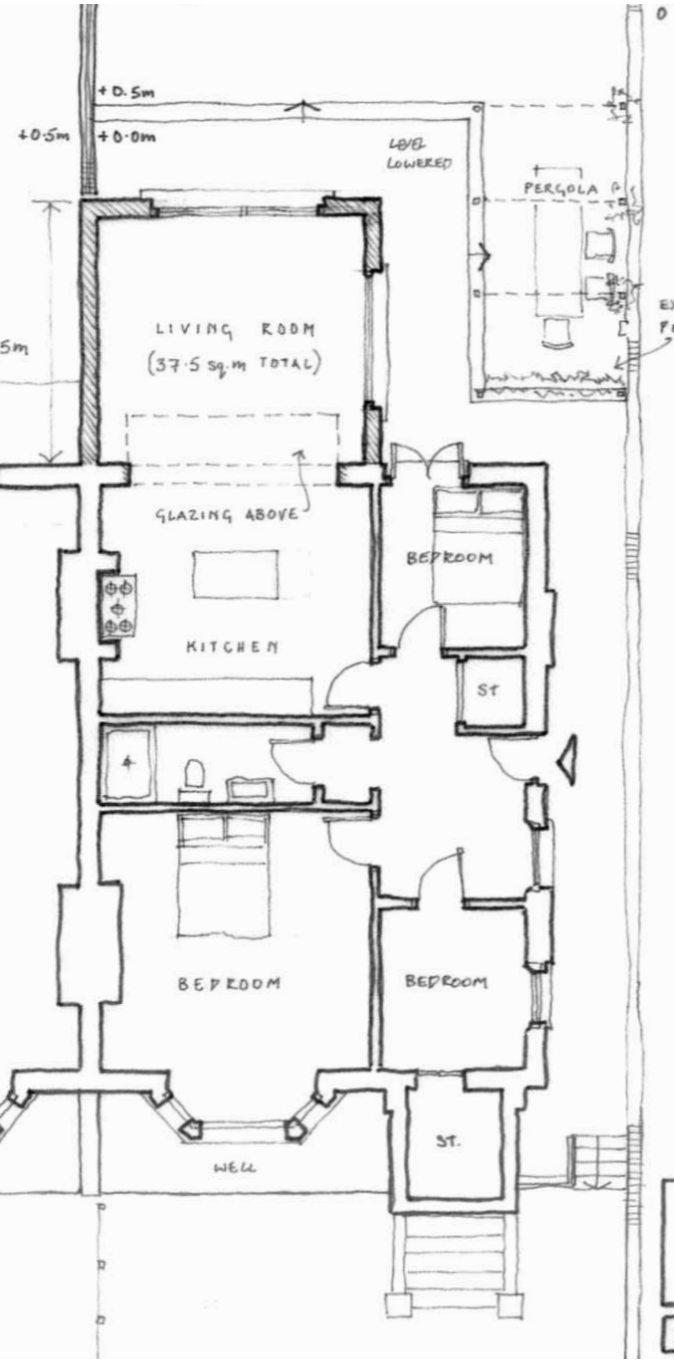 0
+0.5m
+0.5m
+0.0m
LEVEL
LOWERED
PERGOLA
LIVING ROOM
(37.5 sq.m TOTAL)
5m
GLAZING ABOVE
BEDROOM
KITCHEN
ST
BEDROOM
BEDROOM
ST.
WELL